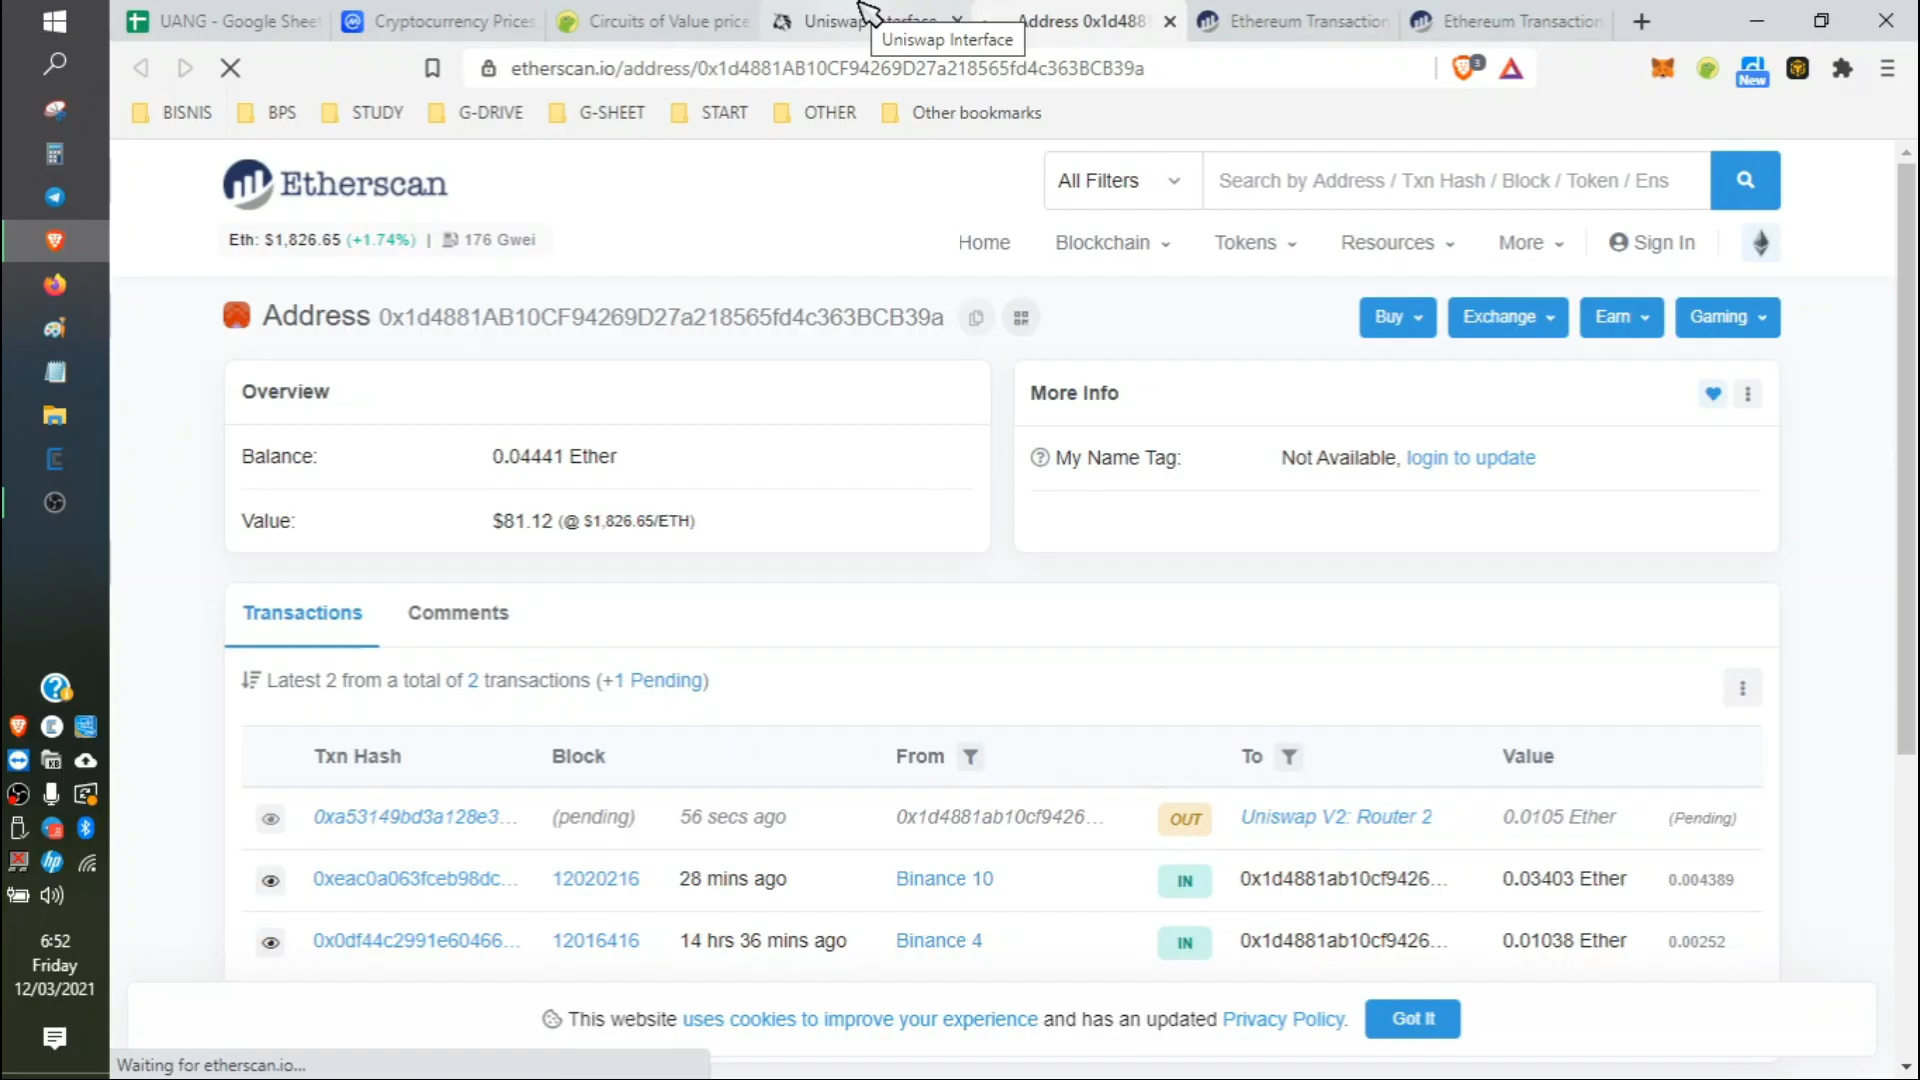 UANG - Google Sheet
Cryptocurrency Prices
Circuits of Value price
Uniswap Interface
Address 0x1d488
Ethereum Transaction
Ethereum Transaction
Uniswap Interface
etherscan.io/address/0x1d4881AB10CF94269D27a218565fd4c363BCB39a
3
New
BISNIS
BPS
STUDY
G-DRIVE
G-SHEET
START
OTHER
Other bookmarks
Etherscan
All Filters
Search by Address / Txn Hash / Block / Token / Ens
Eth: $1,826.65 (+1.74%) | 176 Gwei
Home
Blockchain
Tokens
Resources
More
Sign In
Address 0x1d4881AB10CF94269D27a218565fd4c363BCB39a
Buy
Exchange
Earn
Gaming
Overview
Balance: 0.04441 Ether
Value: $81.12 (@ $1,826.65/ETH)
More Info
My Name Tag: Not Available, login to update
Transactions
Comments
Latest 2 from a total of 2 transactions (+1 Pending)
Txn Hash Block From To Value
0xa53149bd3a128e3... (pending) 56 secs ago 0x1d4881ab10cf9426... OUT Uniswap V2: Router 2 0.0105 Ether (Pending)
0xeac0a063fceb98dc... 12020216 28 mins ago Binance 10 IN 0x1d4881ab10cf9426... 0.03403 Ether 0.004389
0x0df44c2991e60466... 12016416 14 hrs 36 mins ago Binance 4 IN 0x1d4881ab10cf9426... 0.01038 Ether 0.00252
This website uses cookies to improve your experience and has an updated Privacy Policy.
Got It
Waiting for etherscan.io...
6:52
Friday
12/03/2021